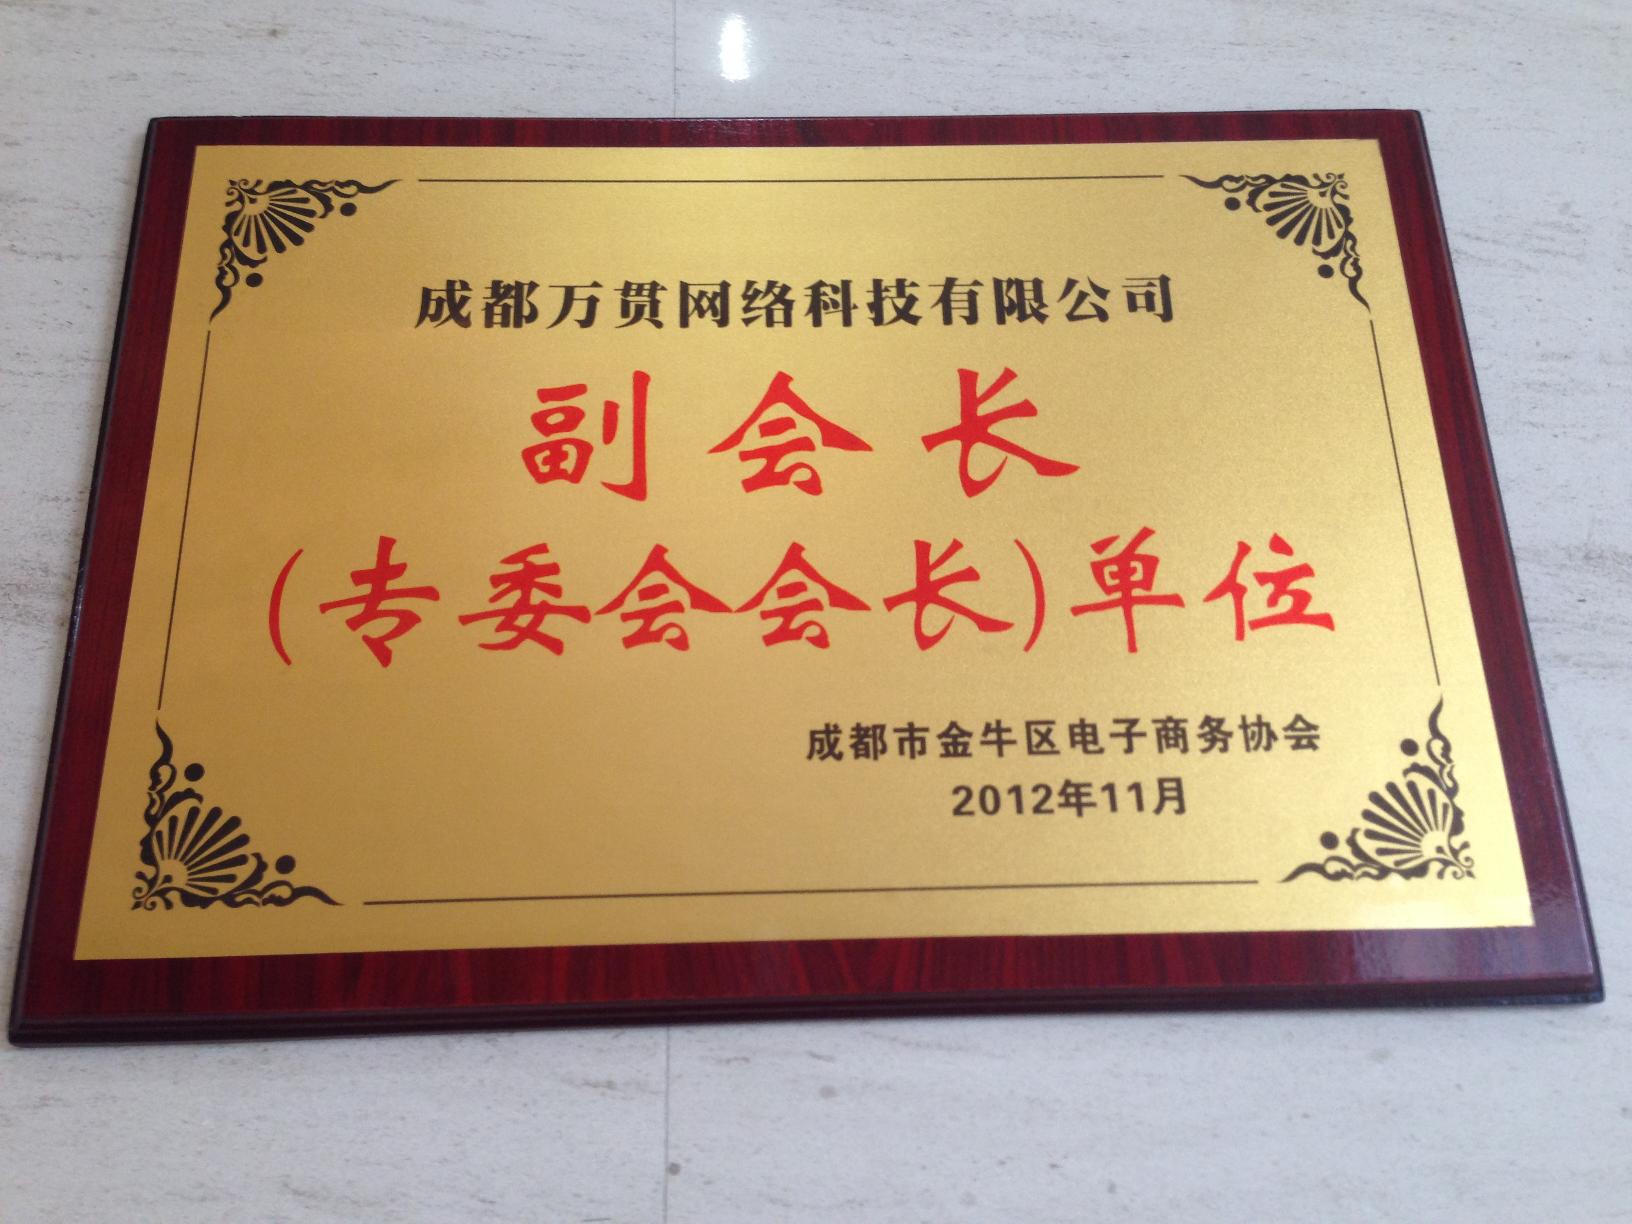 成都万贯网络科技有限公司
副会长
(专委会会长)单位
成都市金牛区电子商务协会
2012年11月